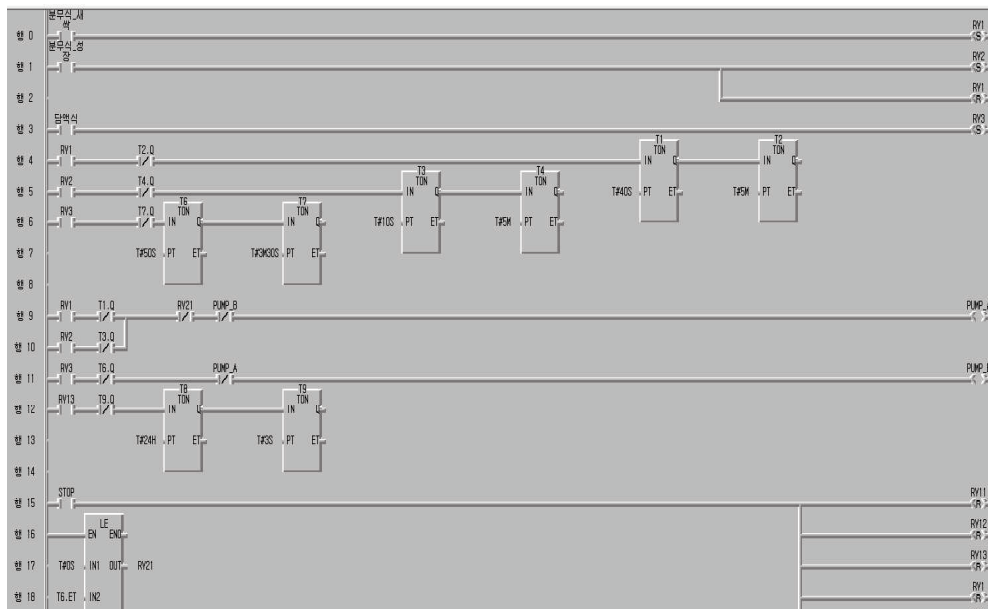 분무식_새
싹
행 0
RY1
S
분무식_성
장
행 1
RY2
S
행 2
RY1
R
담액식
행 3
RY3
S
T1
TON
T2
TON
행 4
RY1
T2.Q
IN Q
IN Q
T3
TON
T4
TON
행 5
RY2
T4.Q
IN Q
IN Q
T#40S PT ET
T#5M PT ET
T6
TON
T7
TON
행 6
RY3
T7.Q
IN Q
IN Q
T#10S PT ET
T#5M PT ET
행 7
T#50S PT ET
T#3M30S PT ET
행 8
행 9
RY1
T1.Q
RY21
PUMP_B
행 10
RY2
T3.Q
행 11
RY3
T6.Q
PUMP_A
T8
TON
T9
TON
행 12
RY13
T9.Q
IN Q
IN Q
행 13
T#24H PT ET
T#3S PT ET
행 14
STOP
행 15
RY11
R
LE
행 16
EN ENO
RY12
R
행 17
T#0S IN1 OUT RY21
RY13
R
행 18
T6.ET IN2
RY1
R